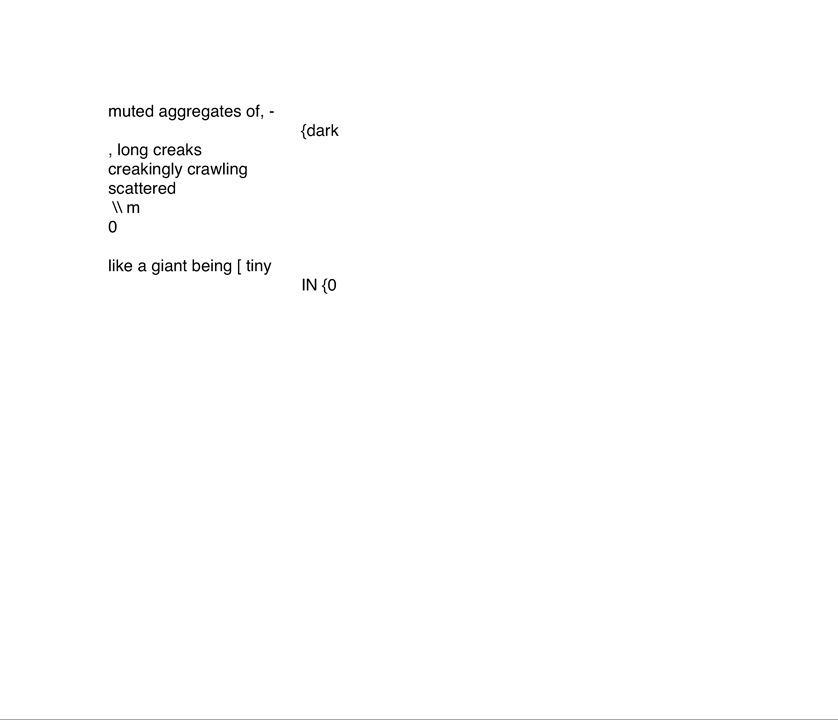 muted aggregates of, -
{dark
, long creaks
creakingly crawling
scattered
\\ m
0
like a giant being [ tiny
IN {0